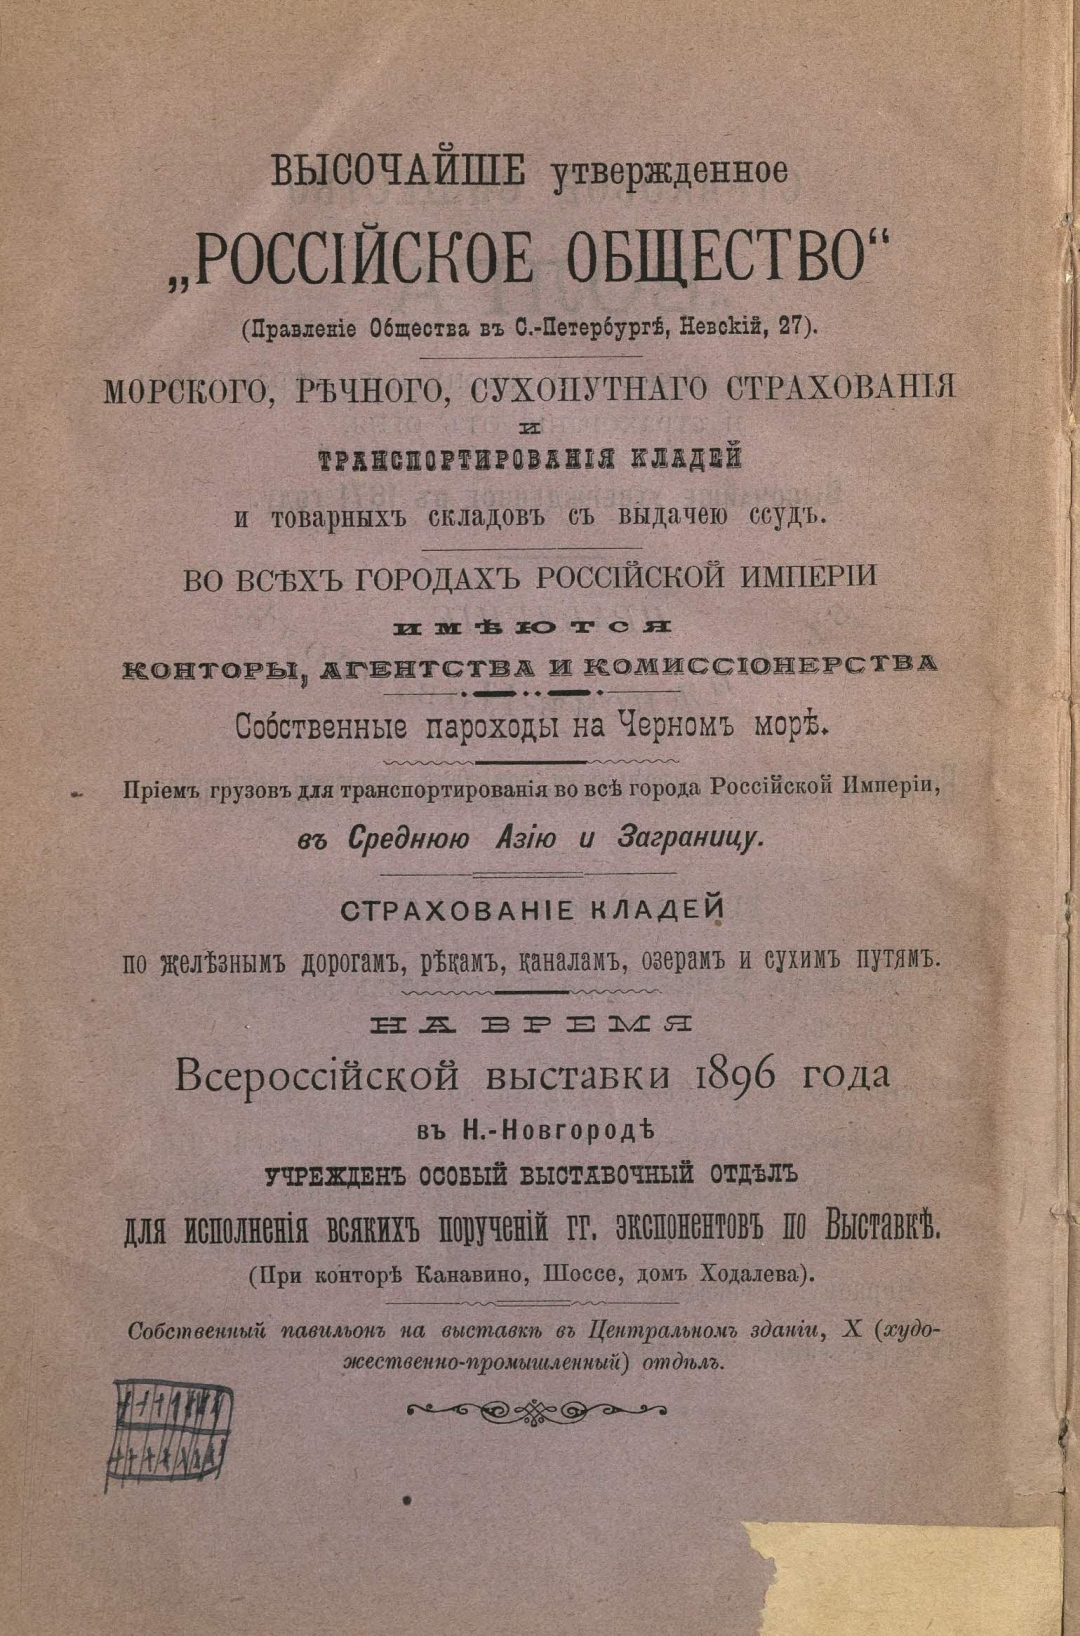 ВЫСОЧАЙШЕ утвержденное
„РОССІЙСКОЕ ОБЩЕСТВО“
(Правленіе Общества въ С.-Петербургѣ, Невскій, 27).
МОРСКОГО, РѢЧНОГО, СУХОПУТНАГО СТРАХОВАНІЯ
И
ТРАНСПОРТИРОВАНІЯ КЛАДЕЙ
и товарныхъ складовъ съ выдачею ссудъ.
ВО ВСѢХЪ ГОРОДАХЪ РОССІЙСКОЙ ИМПЕРІИ
ИМѢЮТСЯ
КОНТОРЫ, АГЕНТСТВА И КОМИССІОНЕРСТВА
Собственные пароходы на Черномъ морѣ.
Пріемъ грузовъ для транспортированія во всѣ города Россійской Имперіи,
въ Среднюю Азію и Заграницу.
СТРАХОВАНІЕ КЛАДЕЙ
по желѣзнымъ дорогамъ, рѣкамъ, каналамъ, озерамъ и сухимъ путямъ.
НА ВРЕМЯ
Всероссійской выставки 1896 года
въ Н.-Новгородѣ
УЧРЕЖДЕНЪ ОСОБЫЙ ВЫСТАВОЧНЫЙ ОТДѢЛЪ
для исполненія всякихъ порученій гг. экспонентовъ по Выставкѣ.
(При конторѣ Канавино, Шоссе, домъ Ходалева).
Собственный павильонъ на выставкѣ въ Центральномъ зданіи, X (худо-
жественно-промышленный) отдѣлъ.